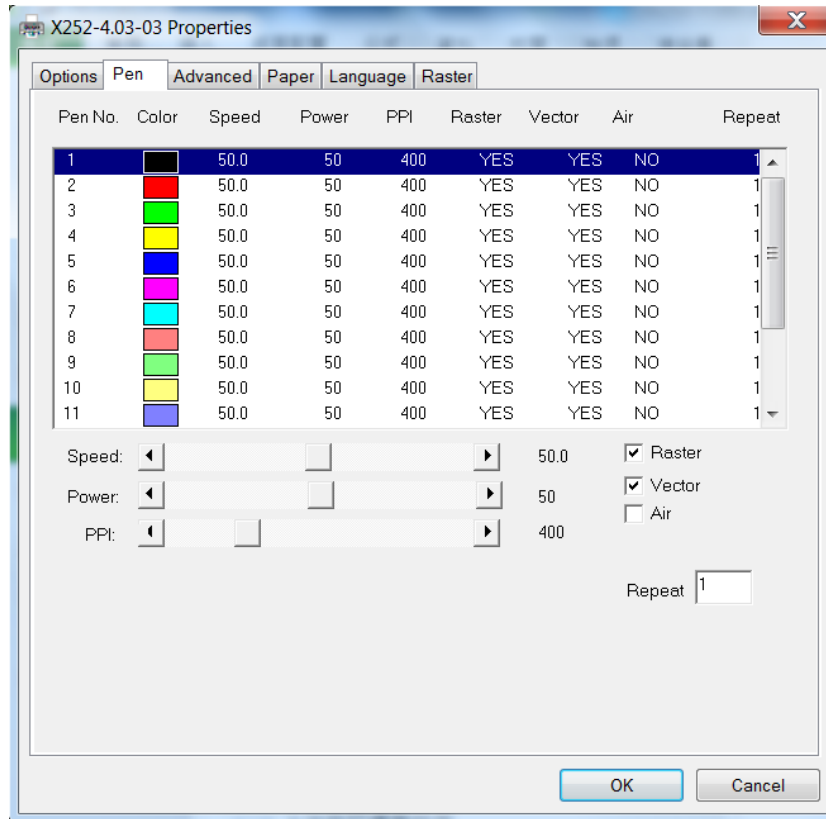 X252-4.03-03 Properties
Options Pen Advanced Paper Language Raster
Pen No. Color Speed Power PPI Raster Vector Air Repeat
1 50.0 50 400 YES YES NO 1
2 50.0 50 400 YES YES NO 1
3 50.0 50 400 YES YES NO 1
4 50.0 50 400 YES YES NO 1
5 50.0 50 400 YES YES NO 1
6 50.0 50 400 YES YES NO 1
7 50.0 50 400 YES YES NO 1
8 50.0 50 400 YES YES NO 1
9 50.0 50 400 YES YES NO 1
10 50.0 50 400 YES YES NO 1
11 50.0 50 400 YES YES NO 1
Speed: 50.0 Raster
Power: 50 Vector
Air
PPI: 400
Repeat 1
OK Cancel